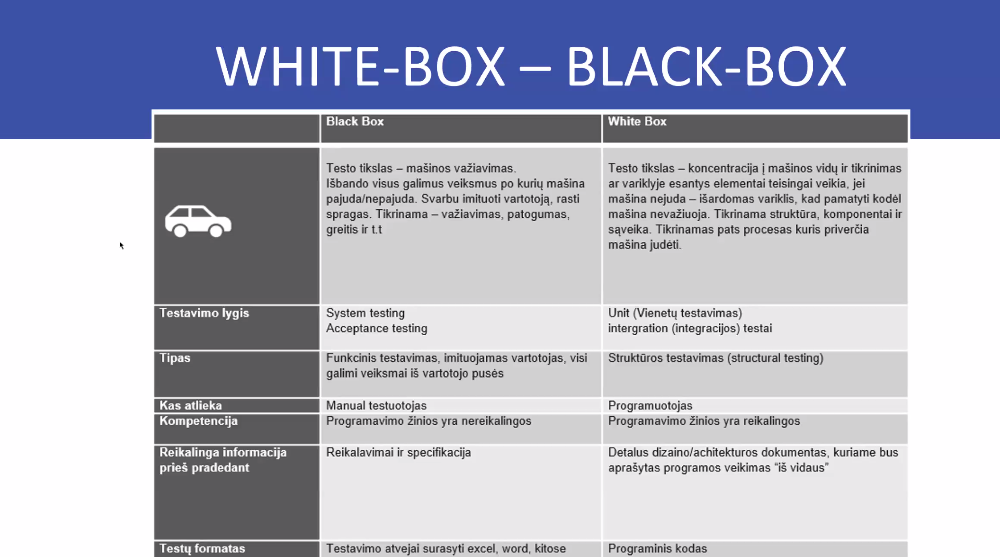 WHITE-BOX – BLACK-BOX
Black Box
White Box
Testo tikslas – mašinos važiavimas.
Išbando visus galimus veiksmus po kurių mašina
pajuda/nepajuda. Svarbu imituoti vartotoją, rasti
spragas. Tikrinama – važiavimas, patogumas,
greitis ir t.t
Testo tikslas – koncentracija į mašinos vidų ir tikrinimas
ar variklyje esantys elementai teisingai veikia, jei
mašina nejuda – išardomas variklis, kad pamatyti kodėl
mašina nevažiuoja. Tikrinama struktūra, komponentai ir
sąveika. Tikrinamas pats procesas kuris priverčia
mašina judėti.
Testavimo lygis
System testing
Acceptance testing
Unit (Vienetų testavimas)
intergration (integracijos) testai
Tipas
Funkcinis testavimas, imituojamas vartotojas, visi
galimi veiksmai iš vartotojo pusės
Struktūros testavimas (structural testing)
Kas atlieka
Manual testuotojas
Programuotojas
Kompetencija
Programavimo žinios yra nereikalingos
Programavimo žinios yra reikalingos
Reikalinga informacija
prieš pradedant
Reikalavimai ir specifikacija
Detalus dizaino/achitekturos dokumentas, kuriame bus
aprašytas programos veikimas “iš vidaus”
Testų formatas
Testavimo atvejai surasyti excel, word, kitose
Programinis kodas